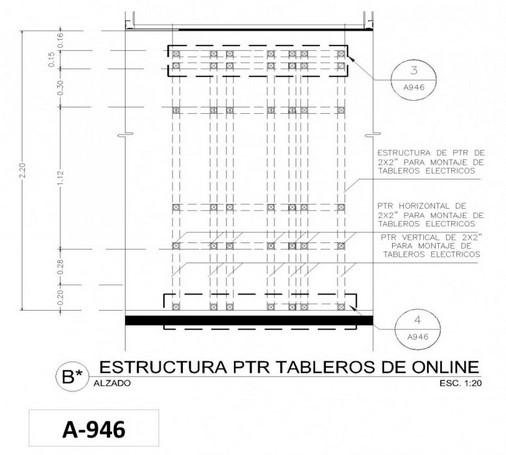 0.16
0.15
0.30
2.20
1.12
0.28
0.20
3
A946
ESTRUCTURA DE PTR DE
2X2" PARA MONTAJE DE
TABLEROS ELECTRICOS
PTR HORIZONTAL DE
2X2" PARA MONTAJE DE
TABLEROS ELECTRICOS
PTR VERTICAL DE 2X2"
PARA MONTAJE DE
TABLEROS ELECTRICOS
4
A946
B*
ESTRUCTURA PTR TABLEROS DE ONLINE
ALZADO
ESC. 1:20
A-946